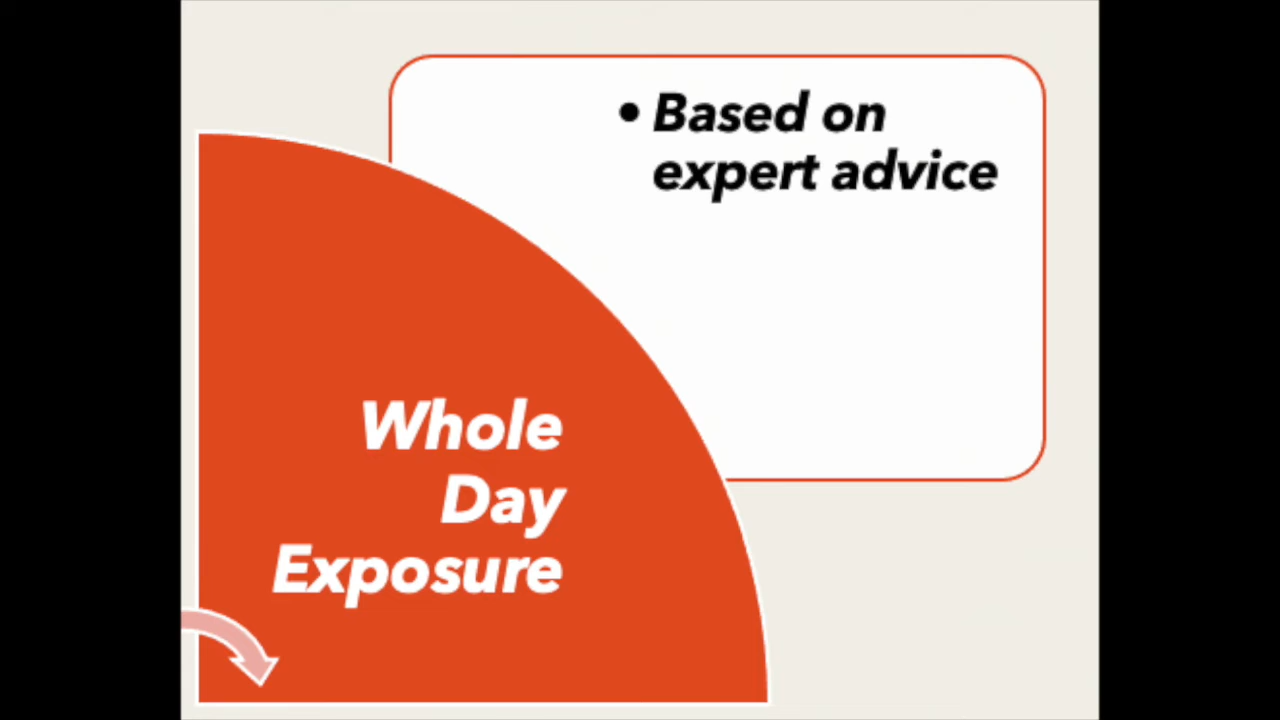 • Based on
expert advice
Whole
Day
Exposure